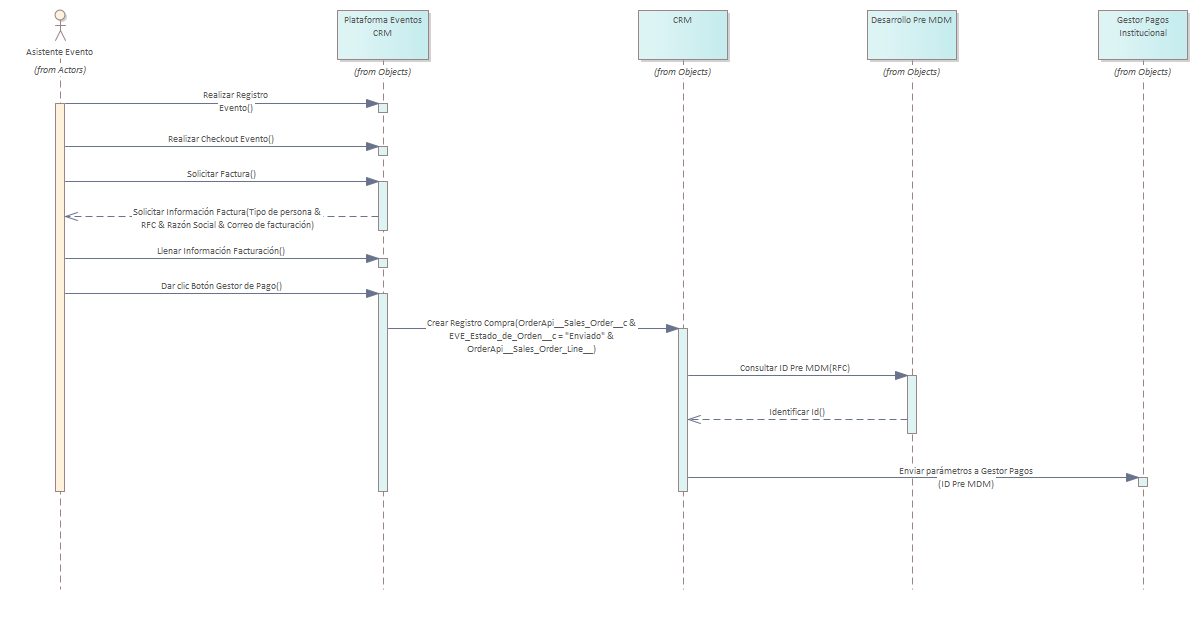 Asistente Evento
(from Actors)
Plataforma Eventos
CRM
(from Objects)
CRM
(from Objects)
Desarrollo Pre MDM
(from Objects)
Gestor Pagos
Institucional
(from Objects)
Realizar Registro
Evento()
Realizar Checkout Evento()
Solicitar Factura()
Solicitar Información Factura(Tipo de persona &
RFC & Razón Social & Correo de facturación)
Llenar Información Facturación()
Dar clic Botón Gestor de Pago()
Crear Registro Compra(OrderApi__Sales_Order__c &
EVE_Estado_de_Orden__c = "Enviado" &
OrderApi__Sales_Order_Line__)
Consultar ID Pre MDM(RFC)
Identificar Id()
Enviar parámetros a Gestor Pagos
(ID Pre MDM)